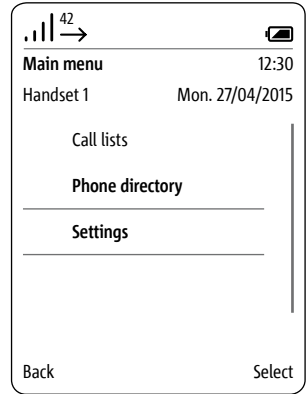 42
Main menu 12:30
Handset 1 Mon. 27/04/2015
Call lists
Phone directory
Settings
Back Select